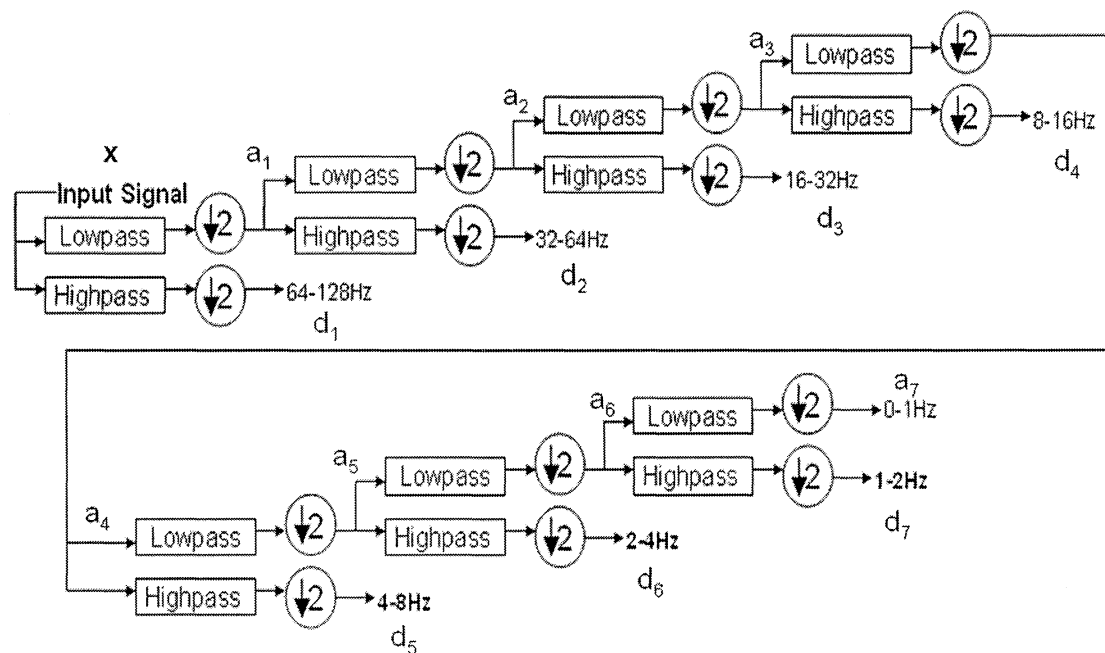 a₃
Lowpass
↓2
a₂
Lowpass
↓2
Highpass
↓2
8-16Hz
d₄
x
a₁
Lowpass
↓2
Highpass
↓2
16-32Hz
d₃
Input Signal
Lowpass
↓2
Highpass
↓2
32-64Hz
d₂
Highpass
↓2
64-128Hz
d₁
a₇
a₆
Lowpass
↓2
0-1Hz
a₅
Lowpass
↓2
Highpass
↓2
1-2Hz
d₇
a₄
Lowpass
↓2
Highpass
↓2
2-4Hz
d₆
Highpass
↓2
4-8Hz
d₅